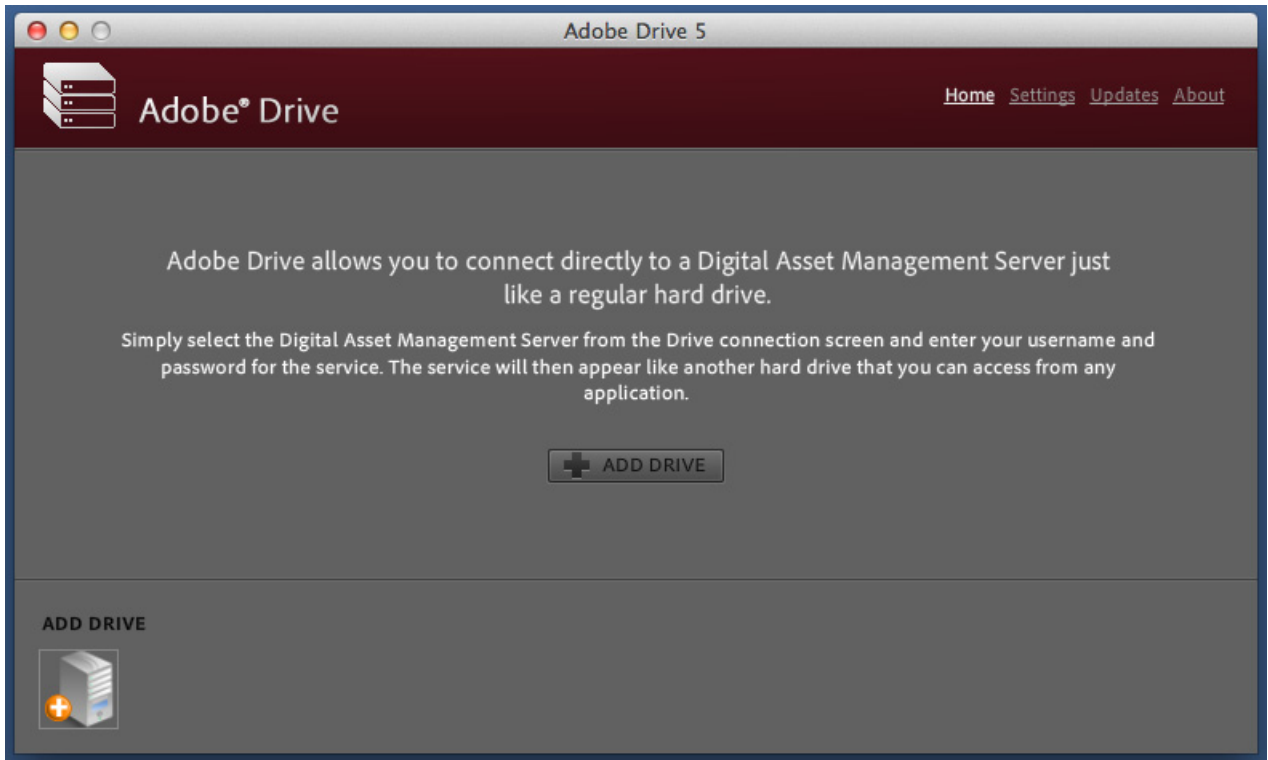 Adobe Drive 5
Adobe® Drive
Home Settings Updates About
Adobe Drive allows you to connect directly to a Digital Asset Management Server just
like a regular hard drive.
Simply select the Digital Asset Management Server from the Drive connection screen and enter your username and
password for the service. The service will then appear like another hard drive that you can access from any
application.
ADD DRIVE
ADD DRIVE